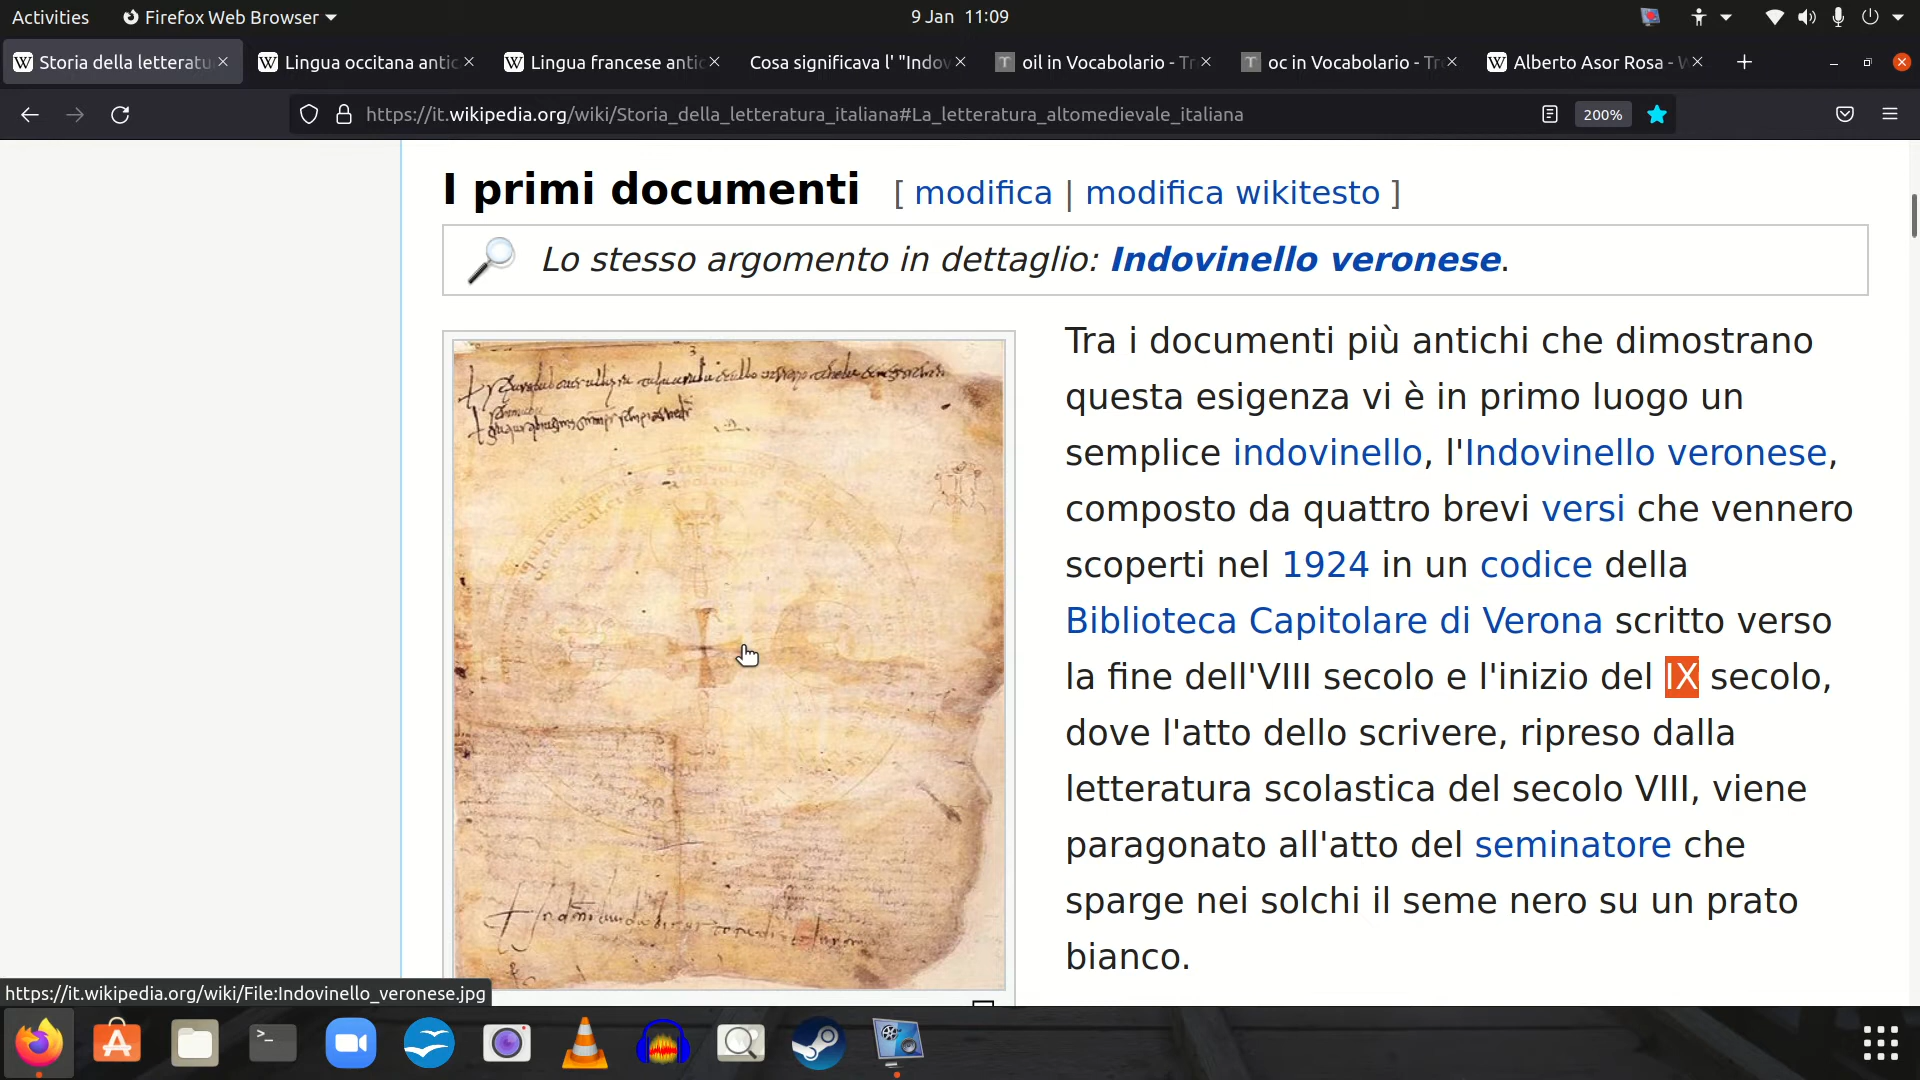 Activities Firefox Web Browser 9 Jan 11:09
Storia della letteratu Lingua occitana antic Lingua francese antic Cosa significava l' "Indov oil in Vocabolario - Tr oc in Vocabolario - Tre Alberto Asor Rosa - W
https://it.wikipedia.org/wiki/Storia_della_letteratura_italiana#La_letteratura_altomedievale_italiana 200%
I primi documenti [ modifica | modifica wikitesto ]
Lo stesso argomento in dettaglio: Indovinello veronese.
Tra i documenti più antichi che dimostrano
questa esigenza vi è in primo luogo un
semplice indovinello, l'Indovinello veronese,
composto da quattro brevi versi che vennero
scoperti nel 1924 in un codice della
Biblioteca Capitolare di Verona scritto verso
la fine dell'VIII secolo e l'inizio del IX secolo,
dove l'atto dello scrivere, ripreso dalla
letteratura scolastica del secolo VIII, viene
paragonato all'atto del seminatore che
sparge nei solchi il seme nero su un prato
bianco.
https://it.wikipedia.org/wiki/File:Indovinello_veronese.jpg